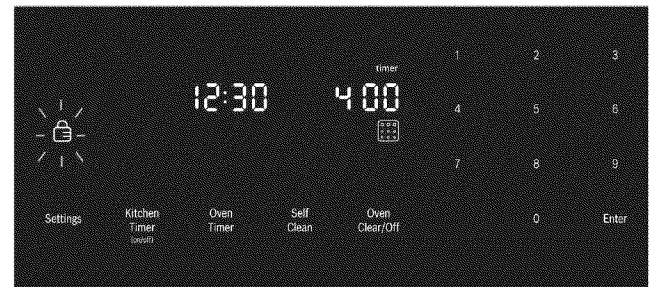 timer
12:30
4 00
1 2 3
4 5 6
7 8 9
0 Enter
Settings
Kitchen
Timer
(on/off)
Oven
Timer
Self
Clean
Oven
Clear/Off